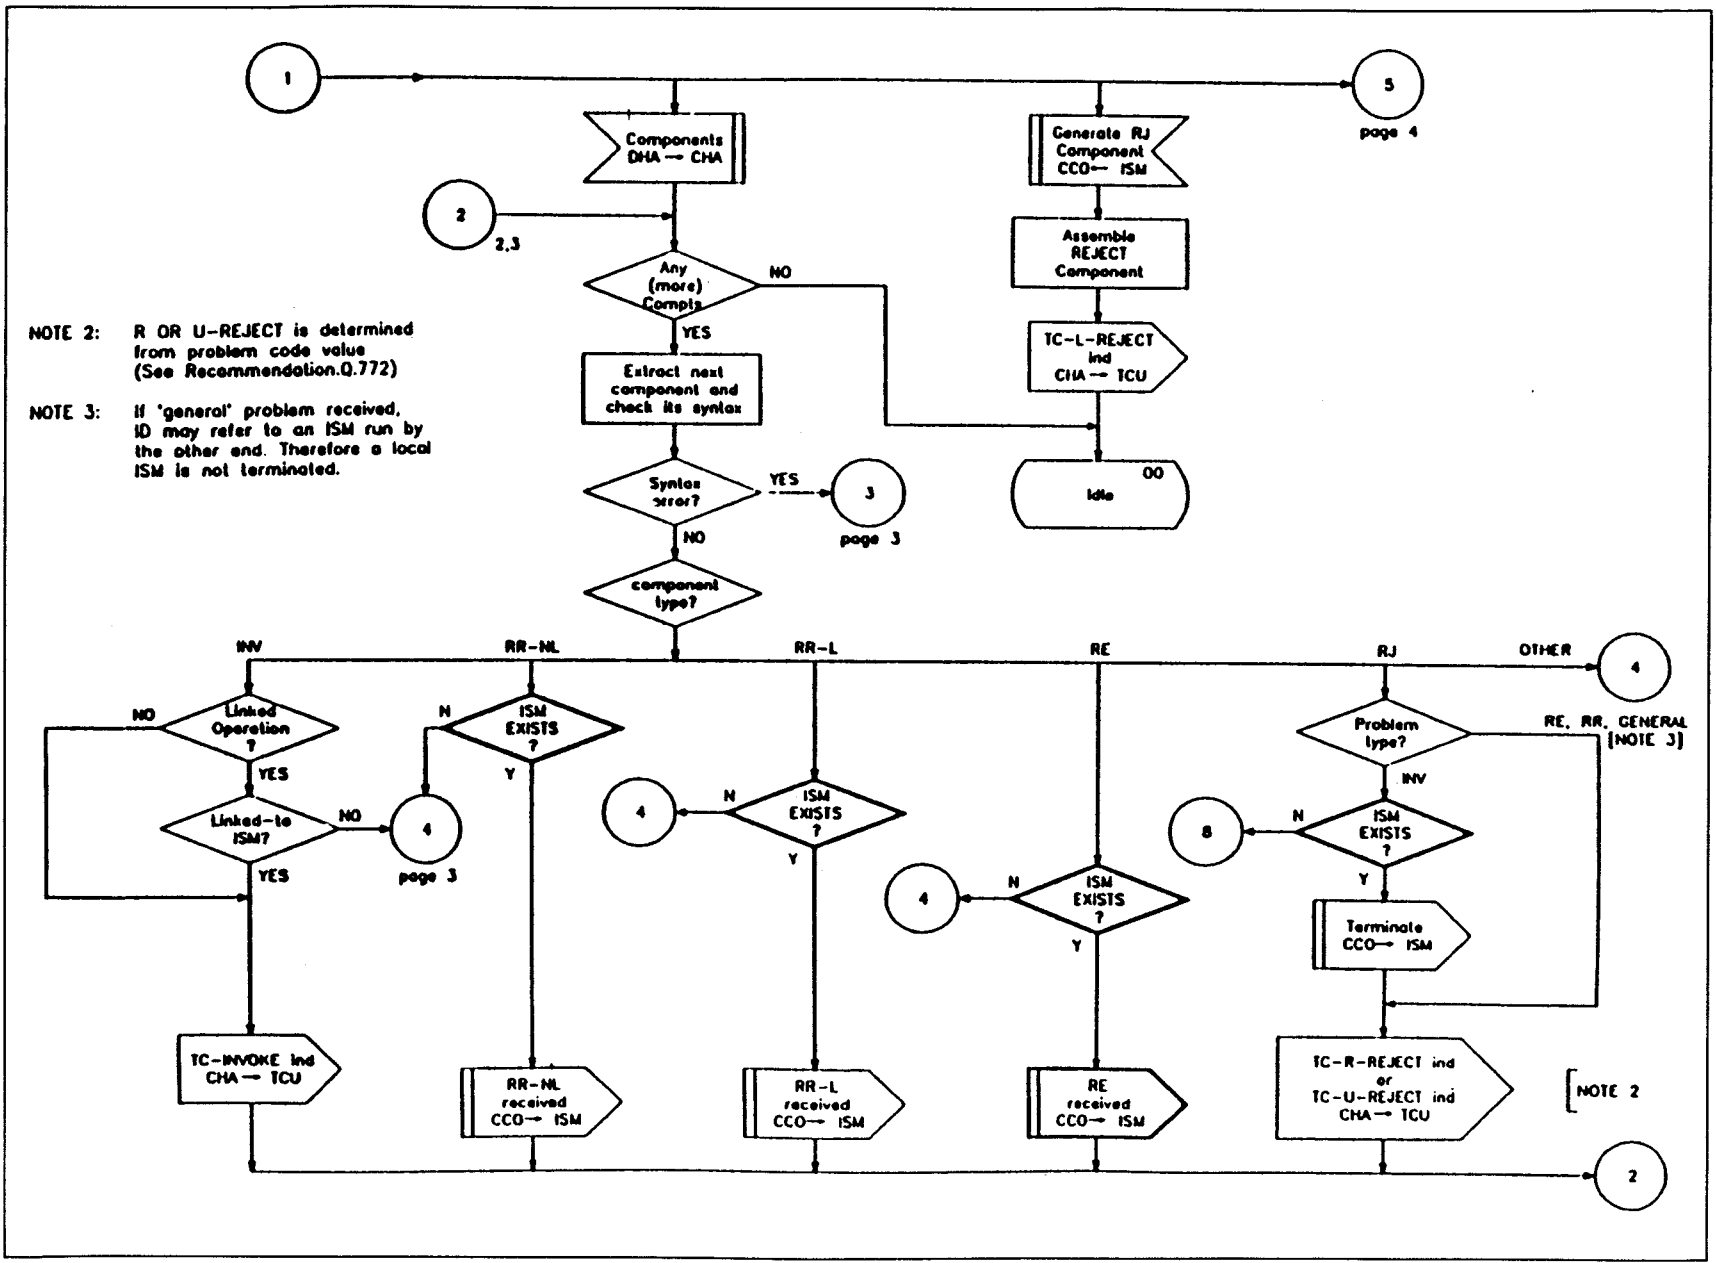 1
5
page 4
Components
DHA → CHA
Generate RJ
Component
CCO← ISM
2
2,3
Assemble
REJECT
Component
Any
(more)
Compts
NO
YES
NOTE 2: R OR U-REJECT is determined
from problem code value
(See Recommendation.Q.772)
NOTE 3: If 'general' problem received,
ID may refer to an ISM run by
the other end. Therefore a local
ISM is not terminated.
TC-L-REJECT
ind
CHA → TCU
Extract next
component and
check its syntax
Syntax
error?
YES
3
page 3
NO
00
Idle
component
type?
INV
RR-NL
RR-L
RE
RJ
OTHER
4
NO
Linked
Operation
?
YES
N
ISM
EXISTS
?
Y
Problem
type?
RE, RR, GENERAL
[NOTE 3]
INV
Linked-to
ISM?
NO
4
page 3
YES
4
N
ISM
EXISTS
?
Y
8
N
ISM
EXISTS
?
Y
4
N
ISM
EXISTS
?
Y
Terminate
CCO→ ISM
TC-INVOKE ind
CHA → TCU
RR-NL
received
CCO→ ISM
RR-L
received
CCO→ ISM
RE
received
CCO→ ISM
TC-R-REJECT ind
or
TC-U-REJECT ind
CHA → TCU
NOTE 2
2